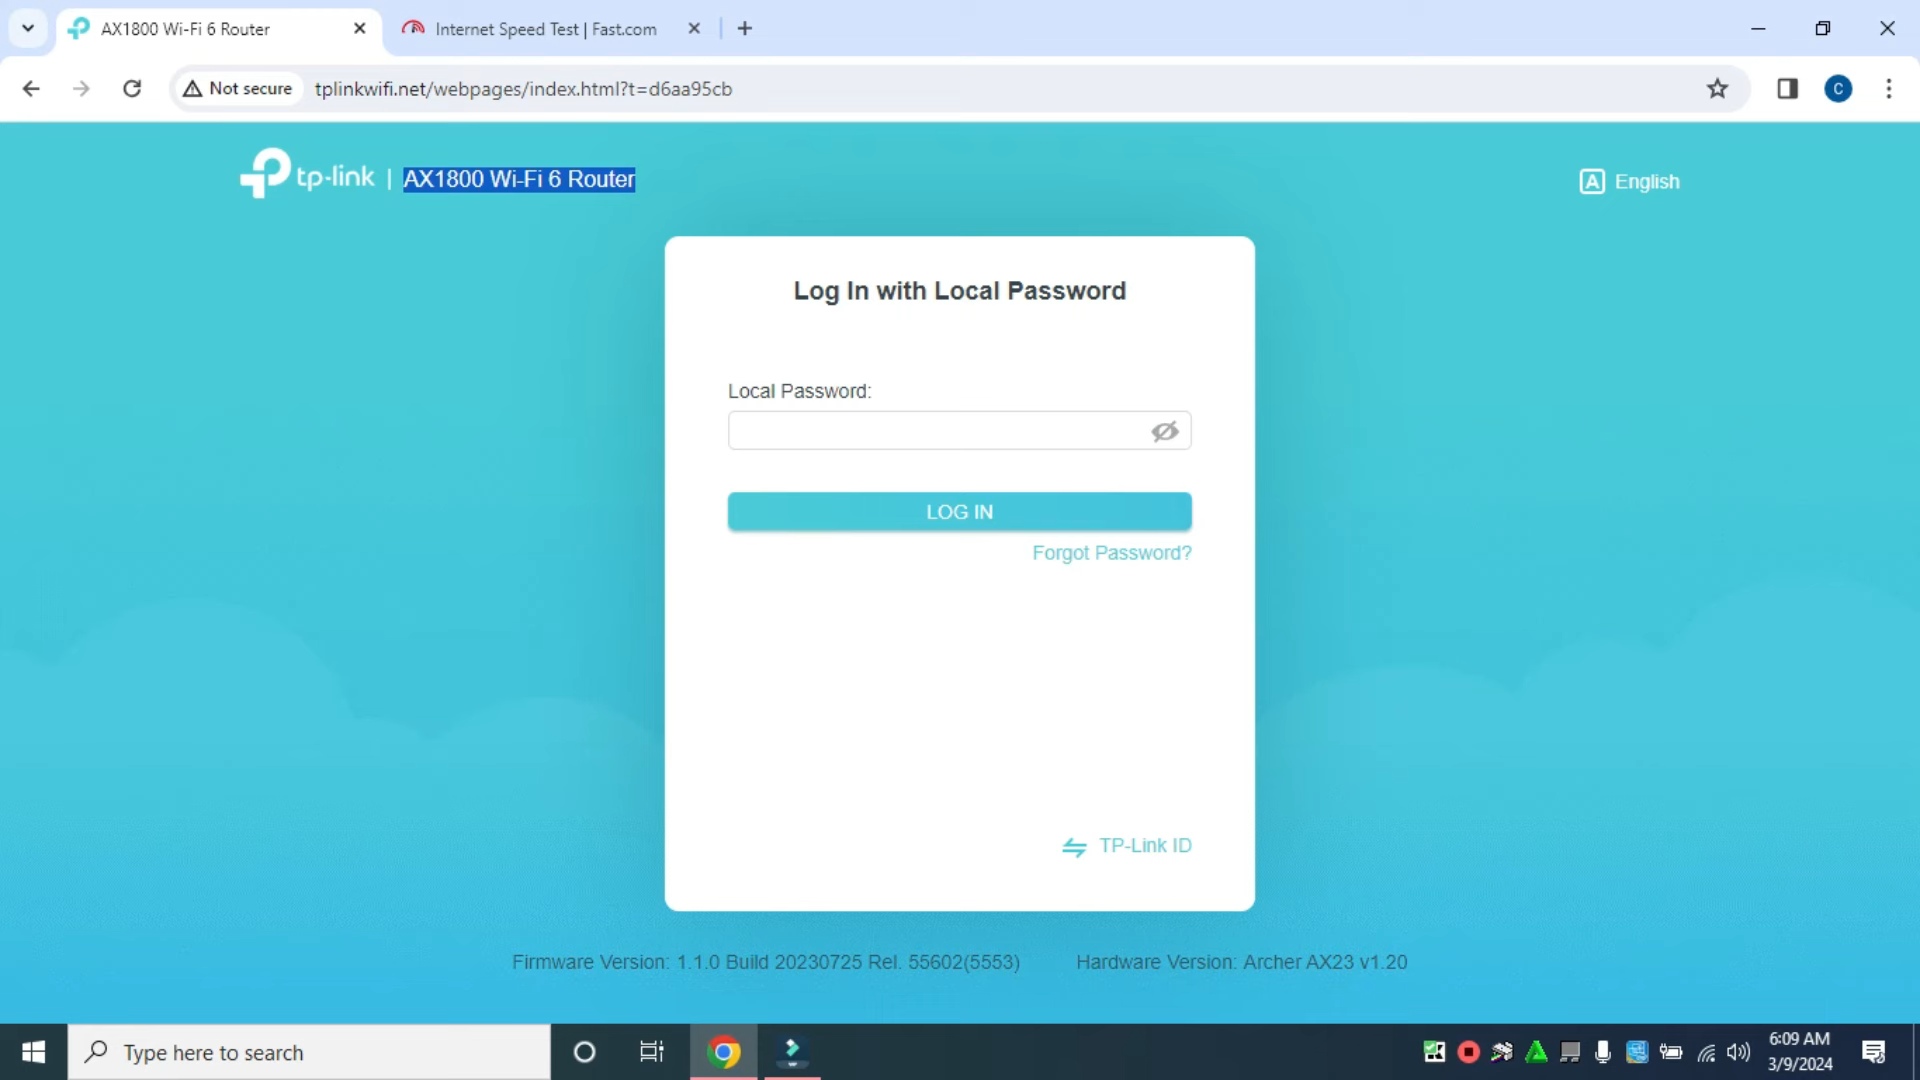 AX1800 Wi-Fi 6 Router
Internet Speed Test | Fast.com
Not secure
tplinkwifi.net/webpages/index.html?t=d6aa95cb
C
tp-link | AX1800 Wi-Fi 6 Router
A English
Log In with Local Password
Local Password:
LOG IN
Forgot Password?
TP-Link ID
Firmware Version: 1.1.0 Build 20230725 Rel. 55602(5553)
Hardware Version: Archer AX23 v1.20
Type here to search
6:09 AM
3/9/2024